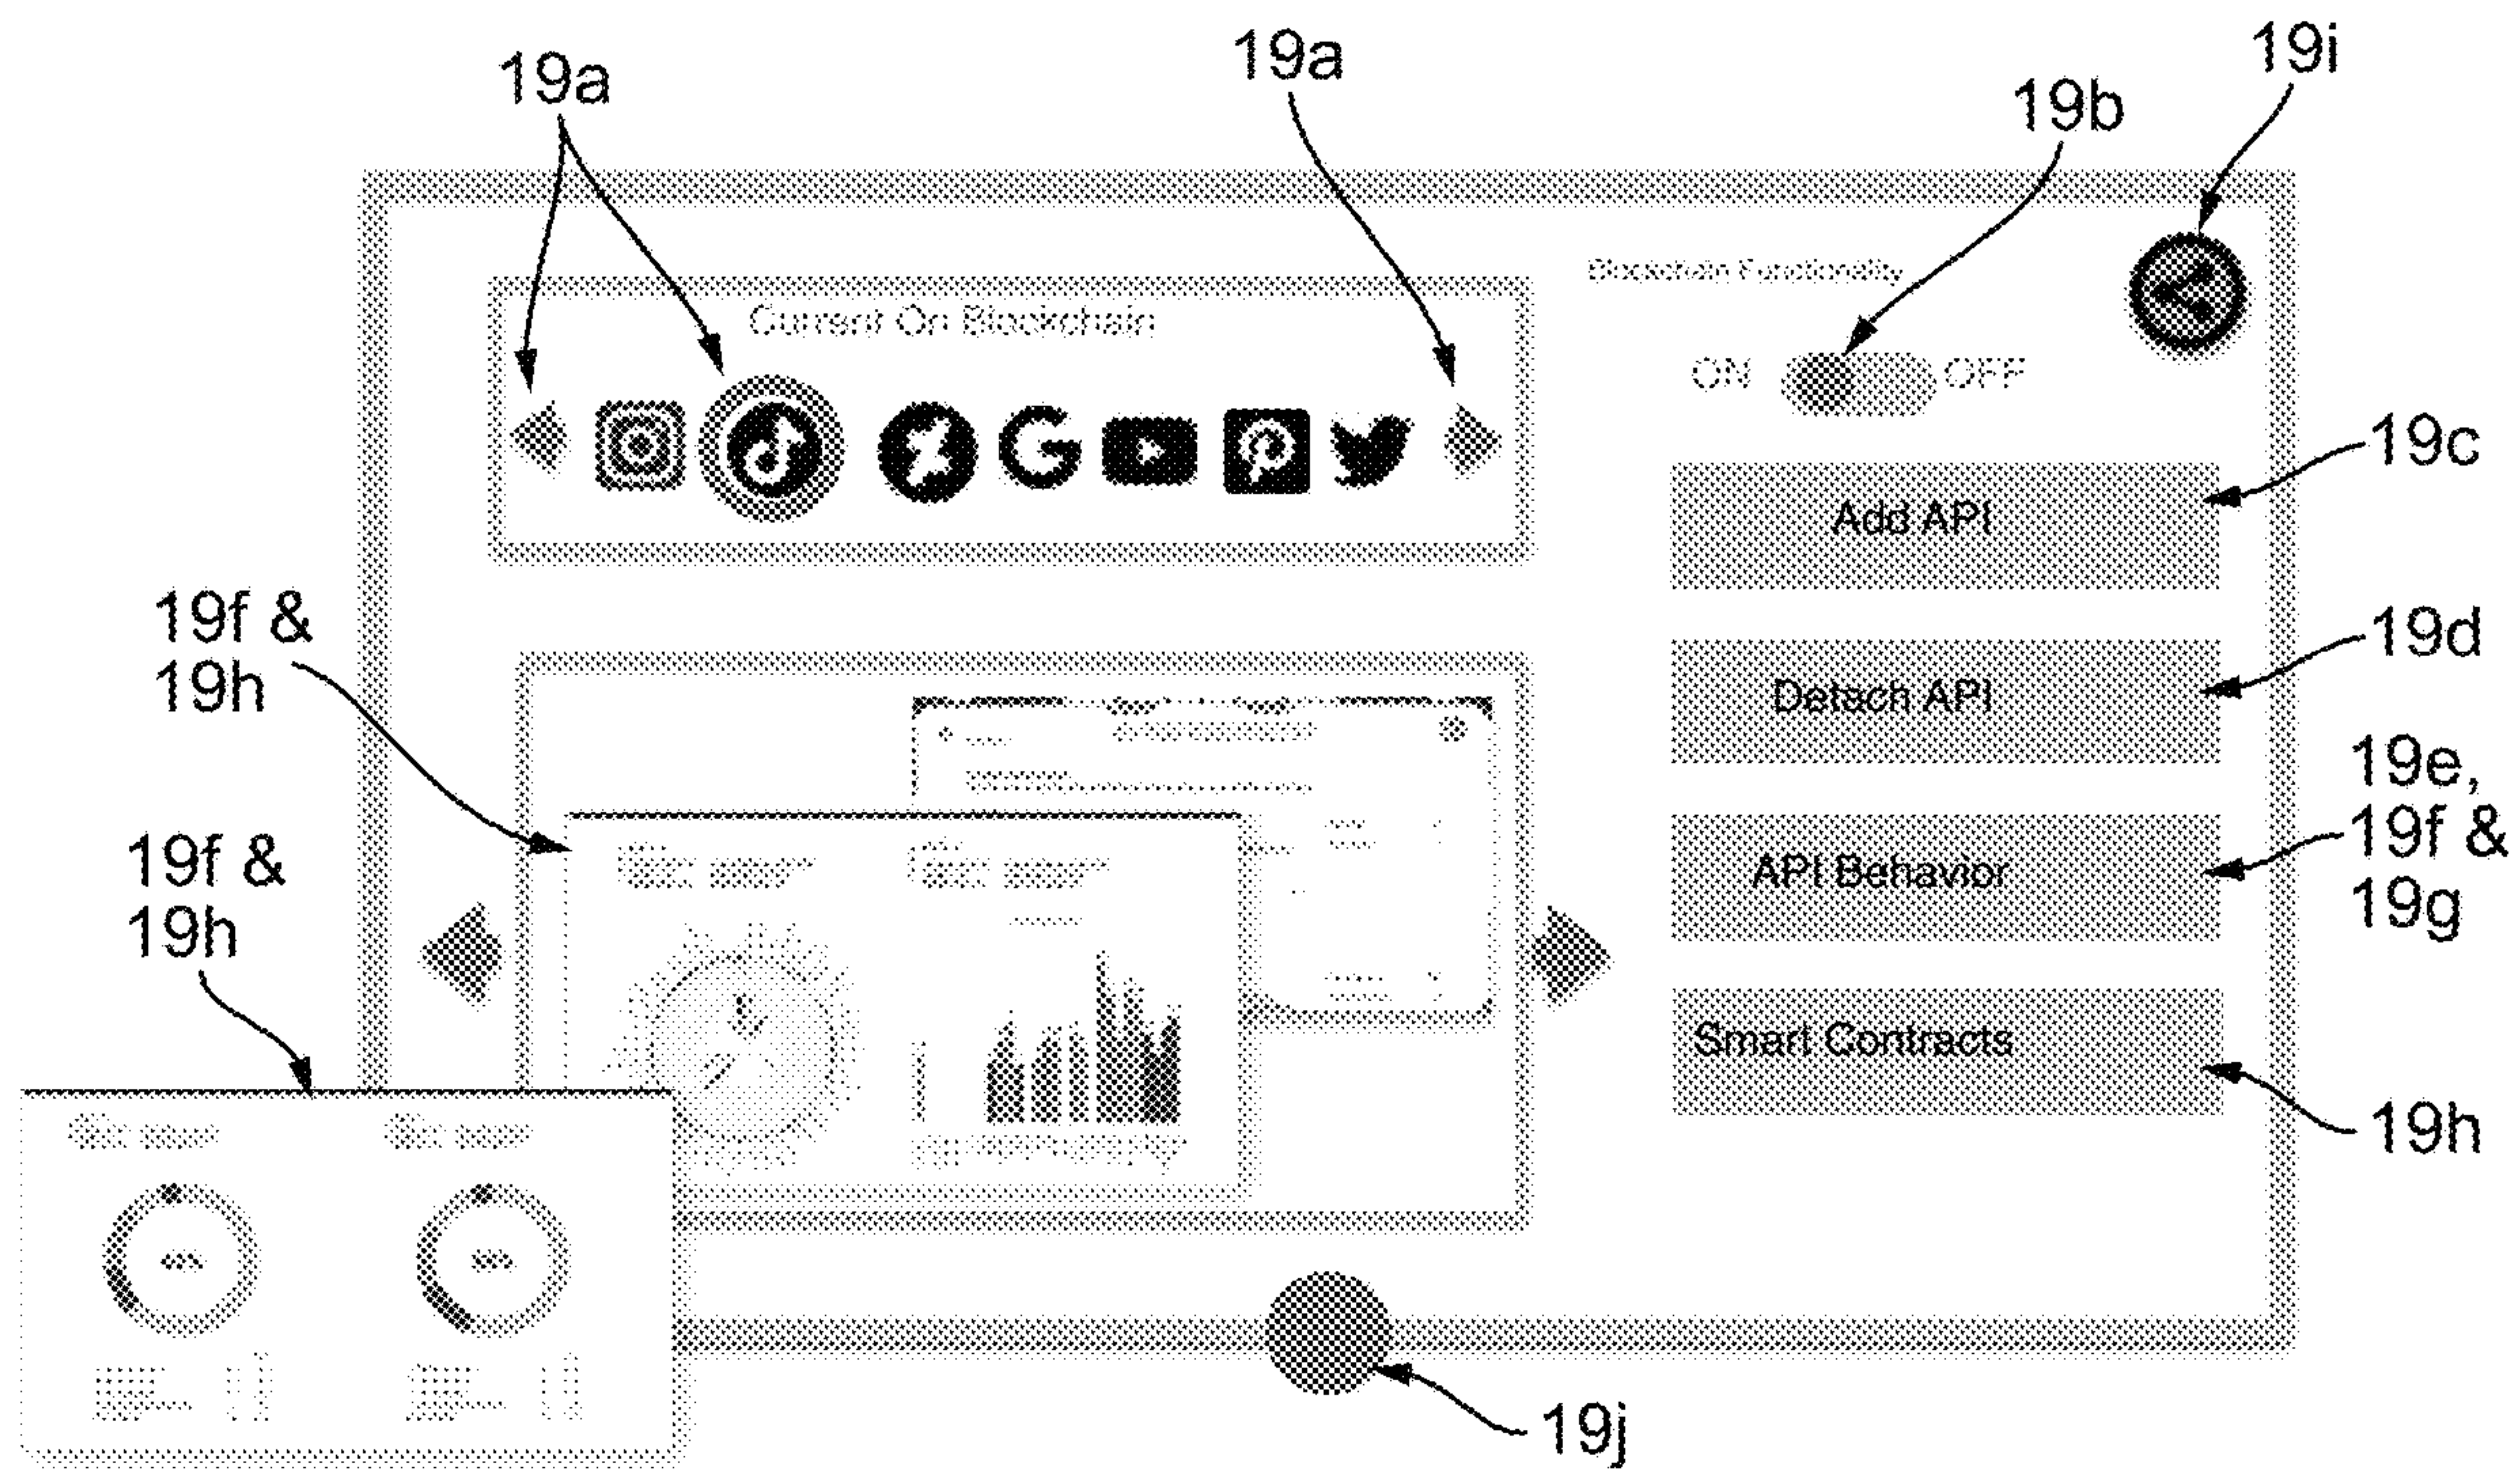 19a
19a
19i
19b
Blockchain Functionality
Current On Blockchain
ON
OFF
19c
Add API
19f &
19h
19d
Detach API
19e,
19f &
19g
API Behavior
19f &
19h
Smart Contracts
19h
19j